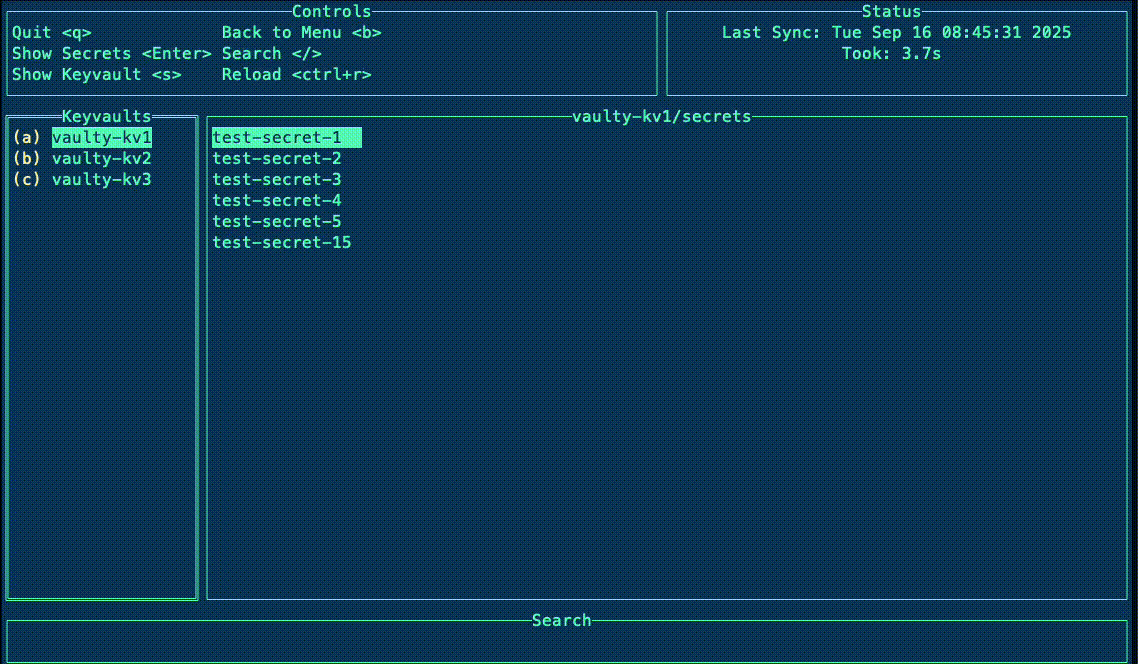 Controls
Quit <q> Back to Menu <b>
Show Secrets <Enter> Search </>
Show Keyvault <s> Reload <ctrl+r>
Status
Last Sync: Tue Sep 16 08:45:31 2025
Took: 3.7s
Keyvaults
(a) vaulty-kv1
(b) vaulty-kv2
(c) vaulty-kv3
vaulty-kv1/secrets
test-secret-1
test-secret-2
test-secret-3
test-secret-4
test-secret-5
test-secret-15
Search